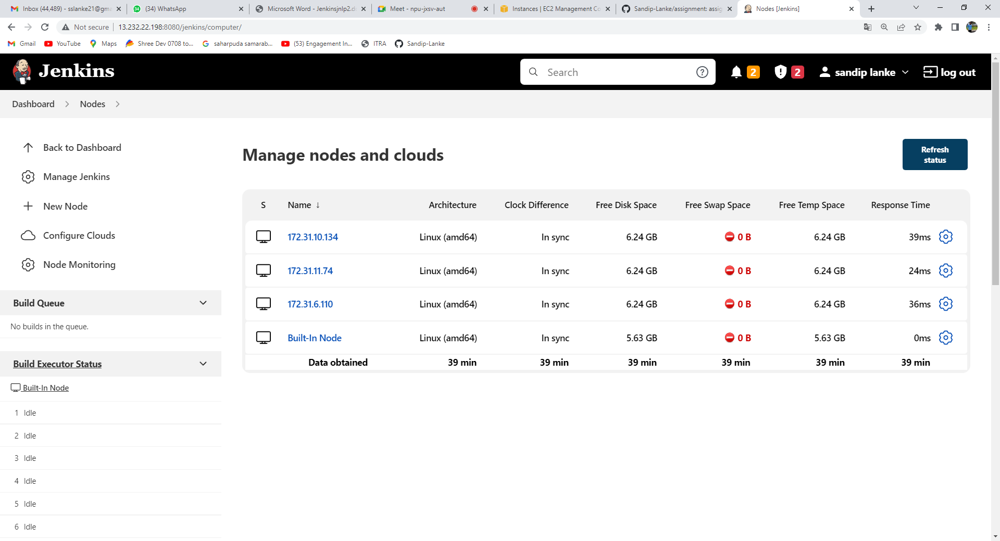 Inbox (44,489) - sslanke21@gma
(34) WhatsApp
Microsoft Word - Jenkinsjnlp2.d
Meet - npu-jxsv-aut
Instances | EC2 Management Co
Sandip-Lanke/assignment: assig
Nodes [Jenkins]
Not secure
13.232.22.198:8080/jenkins/computer/
Gmail
YouTube
Maps
Shree Dev 0708 to...
saharpuda samarab...
(53) Engagement In...
ITRA
Sandip-Lanke
Jenkins
Search
2
2
sandip lanke
log out
Dashboard
Nodes
Back to Dashboard
Manage Jenkins
New Node
Configure Clouds
Node Monitoring
Build Queue
No builds in the queue.
Build Executor Status
Built-In Node
1 Idle
2 Idle
3 Idle
4 Idle
5 Idle
6 Idle
Manage nodes and clouds
Refresh
status
S Name ↓ Architecture Clock Difference Free Disk Space Free Swap Space Free Temp Space Response Time
172.31.10.134 Linux (amd64) In sync 6.24 GB 0 B 6.24 GB 39ms
172.31.11.74 Linux (amd64) In sync 6.24 GB 0 B 6.24 GB 24ms
172.31.6.110 Linux (amd64) In sync 6.24 GB 0 B 6.24 GB 36ms
Built-In Node Linux (amd64) In sync 5.63 GB 0 B 5.63 GB 0ms
Data obtained 39 min 39 min 39 min 39 min 39 min 39 min